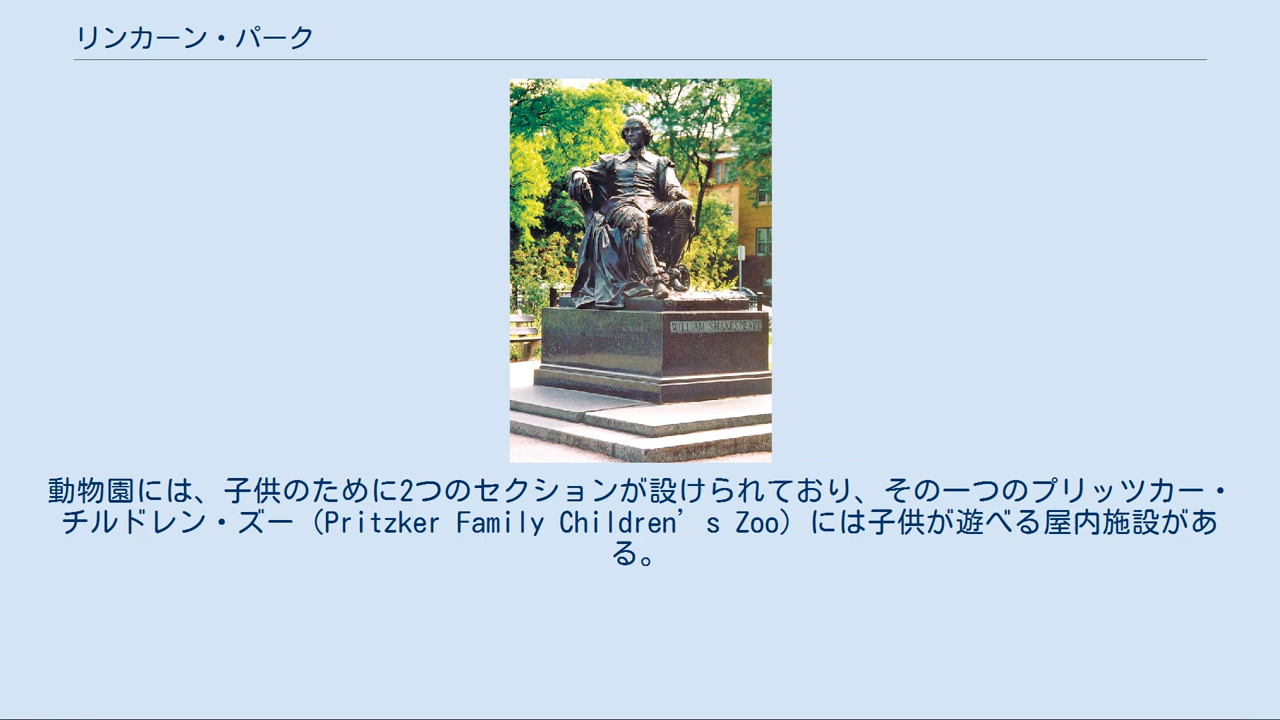 リンカーン・パーク
WILLIAM SHAKESPEARE
動物園には、子供のために2つのセクションが設けられており、その一つのプリッツカー・
チルドレン・ズー（Pritzker Family Children’s Zoo）には子供が遊べる屋内施設があ
る。